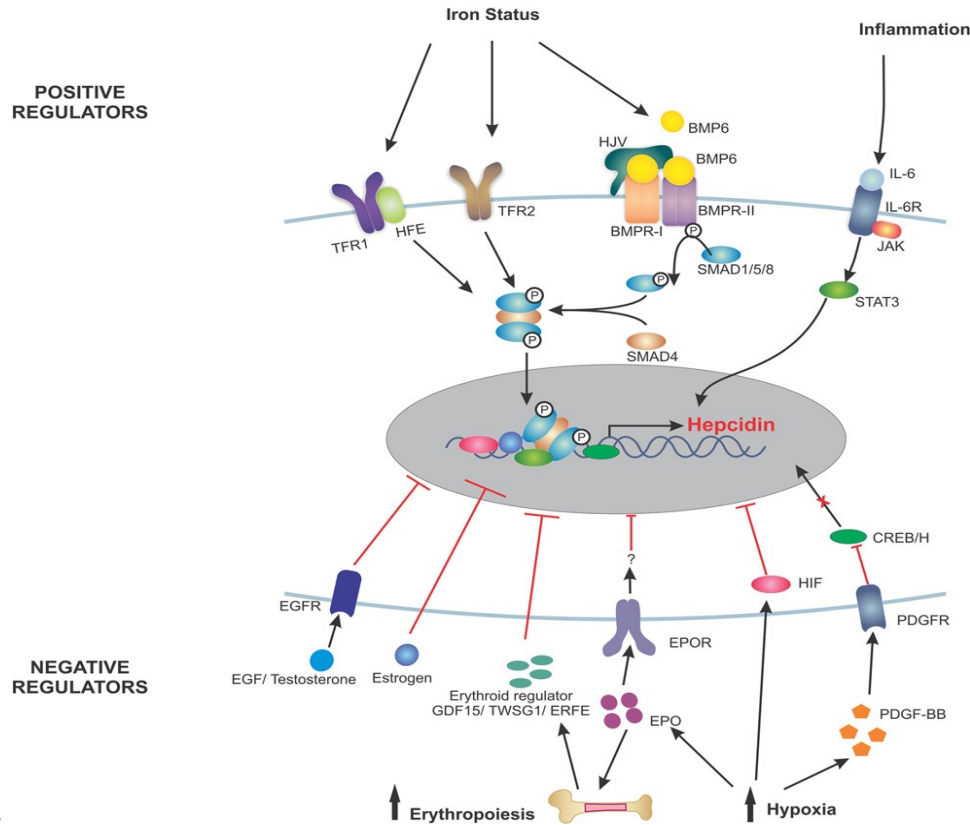 Iron Status
Inflammation
POSITIVE
REGULATORS
BMP6
HJV
BMP6
IL-6
IL-6R
TFR2
HFE
TFR1
BMPR-II
BMPR-I
JAK
P
SMAD1/5/8
P
STAT3
P
P
SMAD4
P
P
Hepcidin
CREB/H
?
HIF
EGFR
PDGFR
EPOR
NEGATIVE
REGULATORS
EGF/ Testosterone
Estrogen
Erythroid regulator
GDF15/ TWSG1/ ERFE
EPO
PDGF-BB
Erythropoiesis
Hypoxia